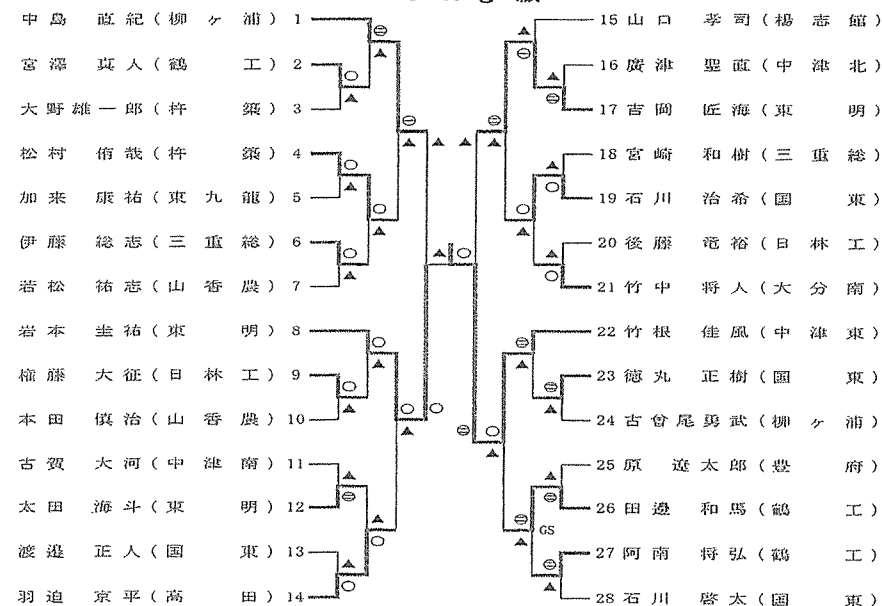 中島 直紀(柳ヶ浦) 1
宮澤 真人(鶴工) 2
大野雄一郎(杵築) 3
松村 侑哉(杵築) 4
加来 康祐(東九龍) 5
伊藤 総志(三重総) 6
若松 祐志(山香農) 7
岩本 圭祐(東明) 8
権藤 大征(日林工) 9
本田 慎治(山香農) 10
古賀 大河(中津南) 11
太田 海斗(東明) 12
渡邉 正人(国東) 13
羽迫 京平(高田) 14
15 山口 孝司(楊志館)
16 廣津 聖直(中津北)
17 吉岡 匠海(東明)
18 宮崎 和樹(三重総)
19 石川 治希(国東)
20 後藤 竜裕(日林工)
21 竹中 将人(大分南)
22 竹根 佳風(中津東)
23 徳丸 正樹(国東)
24 古曾尾勇武(柳ヶ浦)
25 原 遼太郎(豊府)
26 田邉 和馬(鶴工)
GS
27 阿南 将弘(鶴工)
28 石川 啓太(国東)